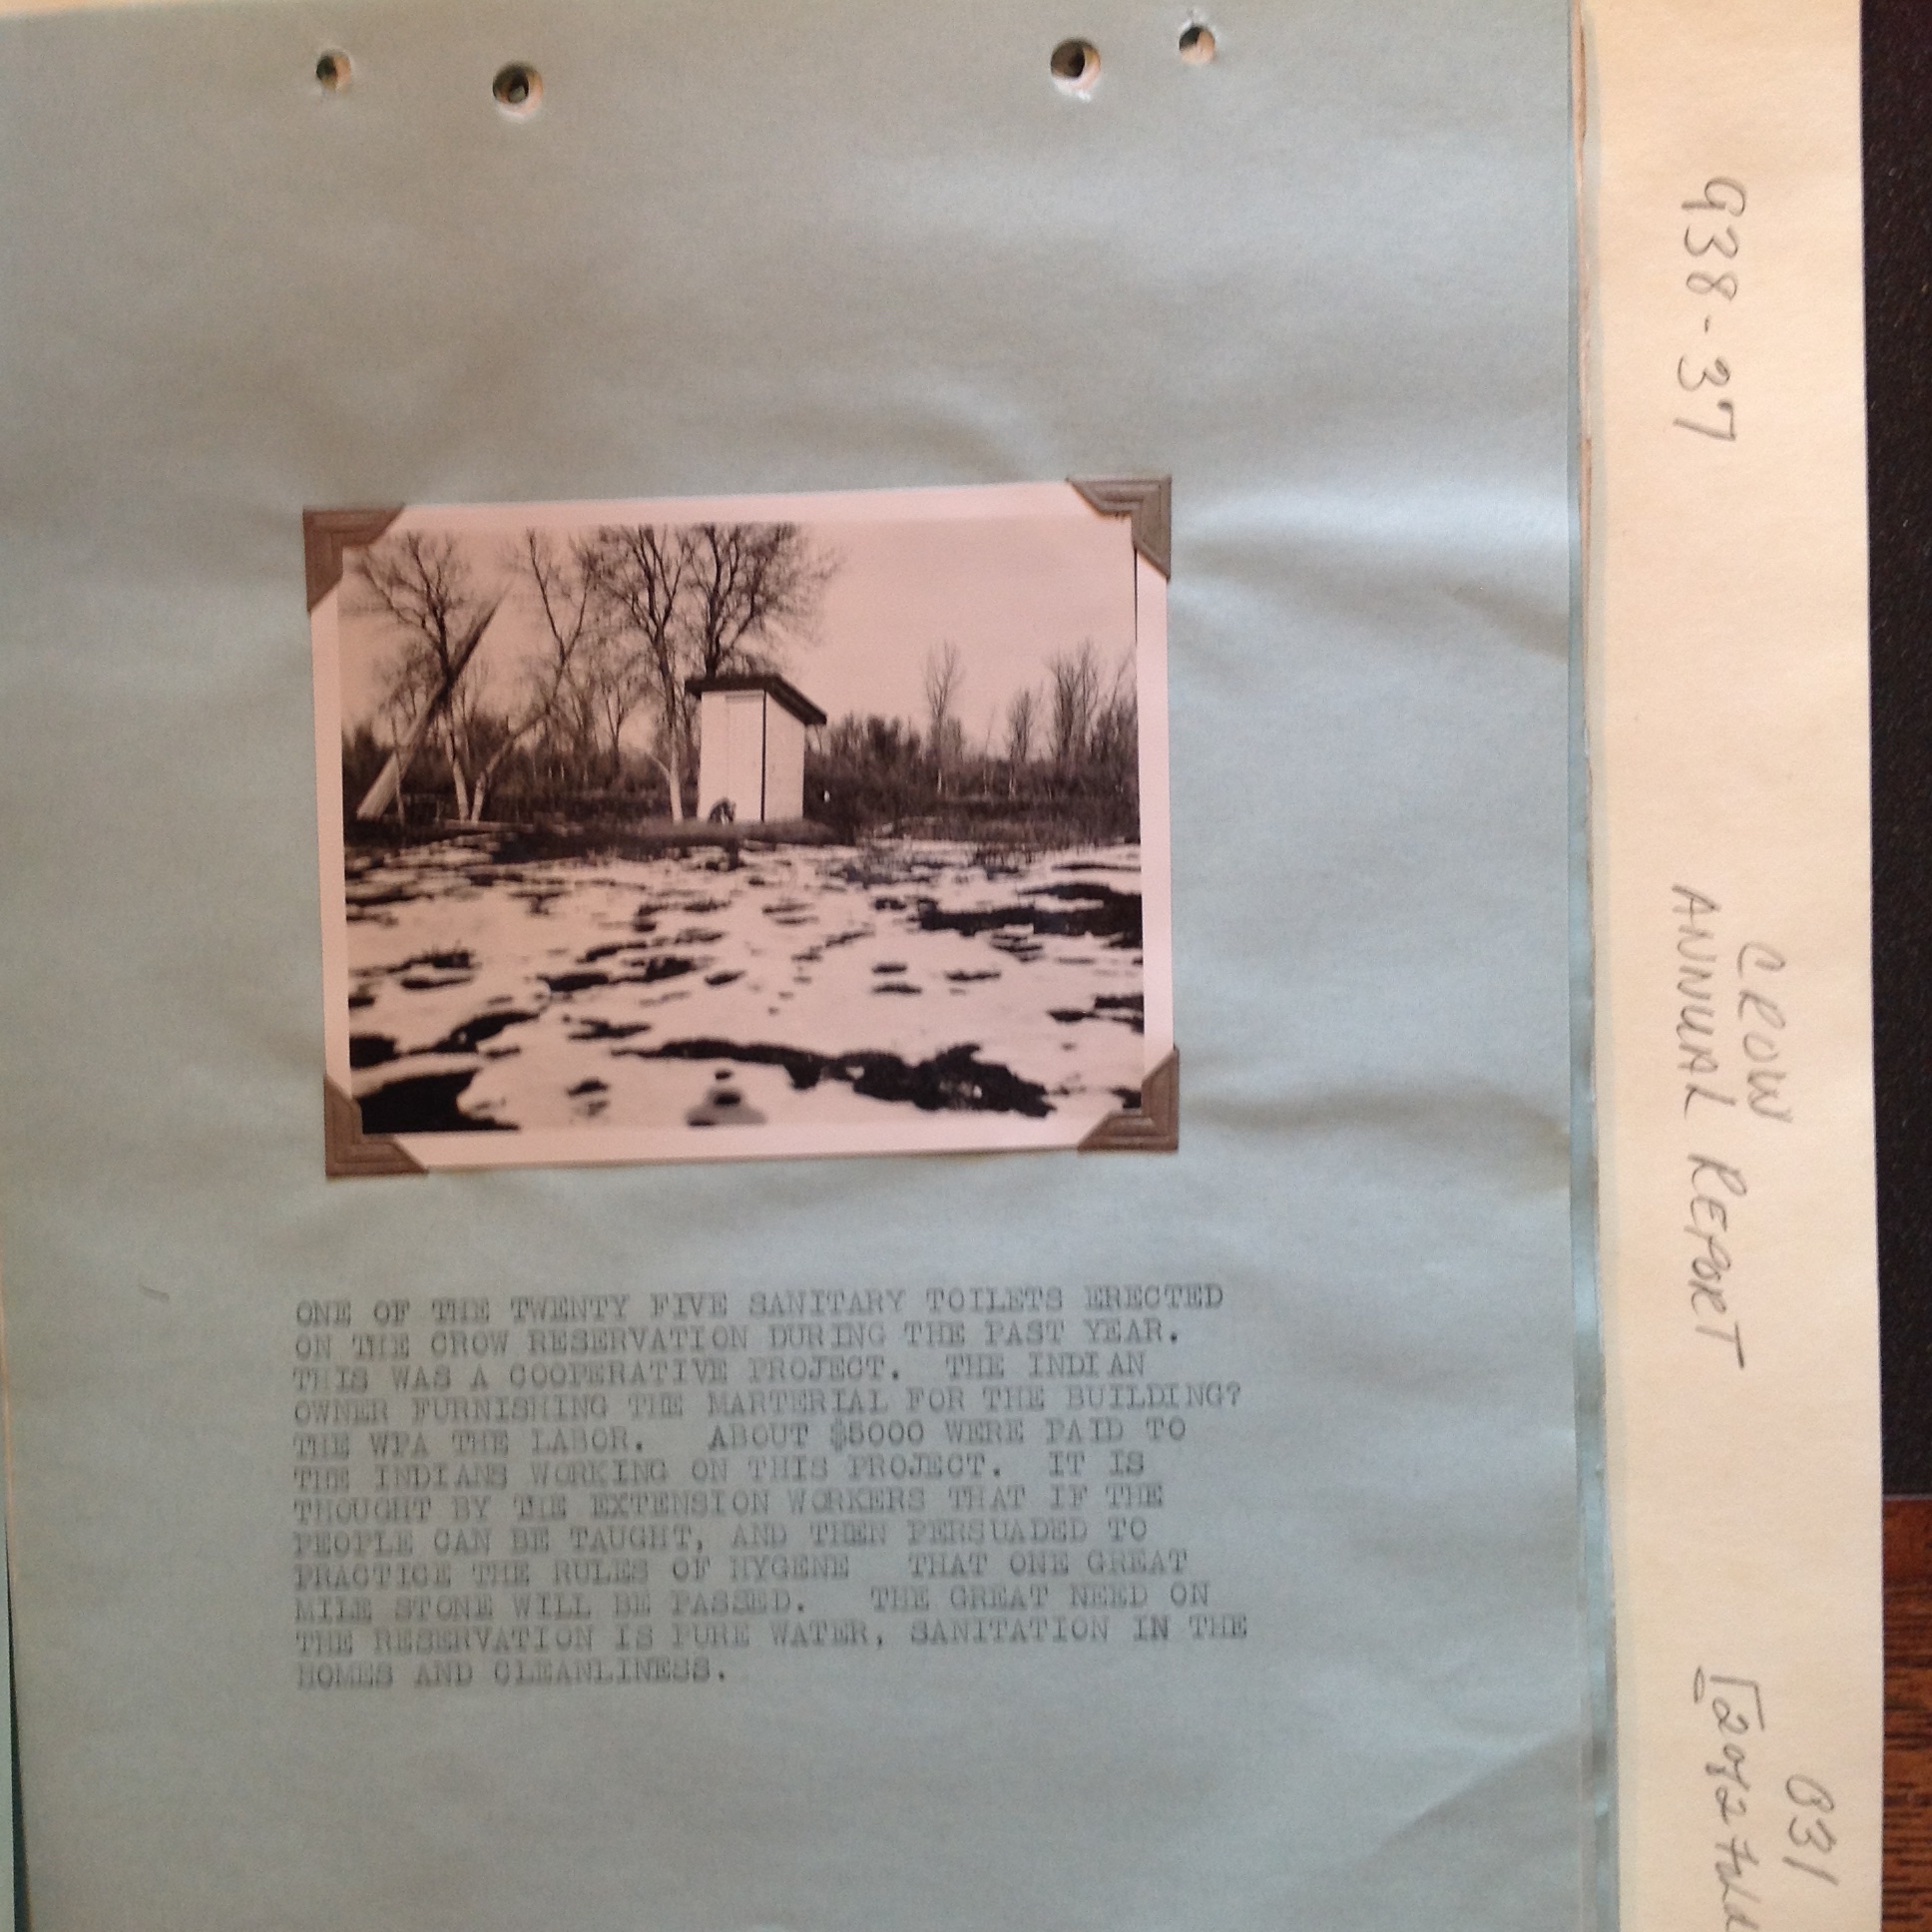 ONE OF THE TWENTY FIVE SANITARY TOILETS ERECTED
ON THE CROW RESERVATION DURING THE PAST YEAR.
THIS WAS A COOPERATIVE PROJECT. THE INDIAN
OWNER FURNISHING THE MARTERIAL FOR THE BUILDING?
THE WPA THE LABOR. ABOUT $5000 WERE PAID TO
THE INDIANS WORKING ON THIS PROJECT. IT IS
THOUGHT BY THE EXTENSION WORKERS THAT IF THE
PEOPLE CAN BE TAUGHT, AND THEN PERSUADED TO
PRACTICE THE RULES OF HYGENE THAT ONE GREAT
MILE STONE WILL BE PASSED. THE GREAT NEED ON
THE RESERVATION IS PURE WATER, SANITATION IN THE
HOMES AND CLEANLINESS.
938-37
CROW
ANNUAL REPORT
031
[2 of 2